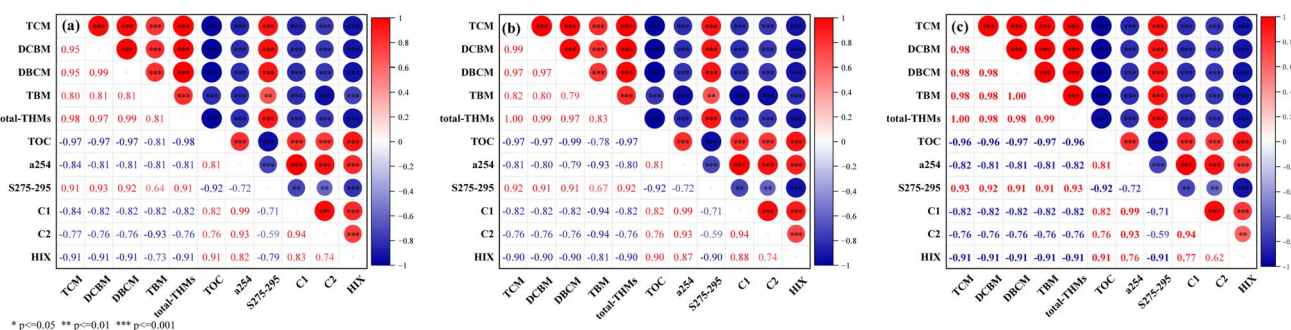 (a)
TCM *** *** *** *** *** *** *** *** *** ***
DCBM 0.95 *** *** *** *** *** *** *** *** ***
DBCM 0.95 0.99 *** *** *** *** *** *** *** ***
TBM 0.80 0.81 0.81 *** *** *** ** *** *** ***
total-THMs 0.98 0.97 0.99 0.81 *** *** *** *** *** ***
TOC -0.97 -0.97 -0.97 -0.81 -0.98 *** *** *** *** ***
a254 -0.84 -0.81 -0.81 -0.82 -0.82 0.81 *** *** *** ***
S275-295 0.91 0.93 0.92 0.64 0.91 -0.92 -0.72 ** ** ***
C1 -0.84 -0.82 -0.82 -0.82 -0.82 0.82 0.99 -0.71 *** ***
C2 -0.77 -0.76 -0.76 -0.93 -0.76 0.76 0.93 -0.59 0.94 ***
HIX -0.91 -0.91 -0.91 -0.73 -0.91 0.91 0.82 -0.79 0.83 0.74
TCM DCBM DBCM TBM total-THMs TOC a254 S275-295 C1 C2 HIX
1
0.8
0.6
0.4
0.2
0
-0.2
-0.4
-0.6
-0.8
-1
(b)
TCM *** *** *** *** *** *** *** *** *** ***
DCBM 0.99 *** *** *** *** *** *** *** *** ***
DBCM 0.97 0.97 *** *** *** *** *** *** *** ***
TBM 0.82 0.80 0.79 *** *** *** ** *** *** ***
total-THMs 1.00 0.99 0.97 0.83 *** *** *** *** *** ***
TOC -0.97 -0.97 -0.99 -0.78 -0.97 *** *** *** *** ***
a254 -0.81 -0.80 -0.79 -0.93 -0.82 0.81 *** *** *** ***
S275-295 0.92 0.91 0.91 0.67 0.92 -0.92 -0.72 ** ** ***
C1 -0.82 -0.82 -0.82 -0.94 -0.82 0.82 0.99 -0.71 *** ***
C2 -0.76 -0.76 -0.76 -0.94 -0.76 0.76 0.93 -0.59 0.94 ***
HIX -0.90 -0.90 -0.90 -0.81 -0.90 0.90 0.87 -0.90 0.88 0.74
TCM DCBM DBCM TBM total-THMs TOC a254 S275-295 C1 C2 HIX
1
0.8
0.6
0.4
0.2
0
-0.2
-0.4
-0.6
-0.8
-1
(c)
TCM *** *** *** *** *** *** *** *** *** ***
DCBM 0.98 *** *** *** *** *** *** *** *** ***
DBCM 0.98 0.98 *** *** *** *** *** *** *** ***
TBM 0.98 0.98 1.00 *** *** *** *** *** *** ***
total-THMs 1.00 0.98 0.98 0.99 *** *** *** *** *** ***
TOC -0.96 -0.96 -0.97 -0.97 -0.96 *** *** *** *** ***
a254 -0.82 -0.81 -0.81 -0.81 -0.82 0.81 *** *** *** ***
S275-295 0.93 0.92 0.91 0.91 0.93 -0.92 -0.72 ** ** ***
C1 -0.82 -0.82 -0.82 -0.82 -0.82 0.82 0.99 -0.71 *** ***
C2 -0.76 -0.76 -0.76 -0.76 -0.76 0.76 0.93 -0.59 0.94 **
HIX -0.91 -0.91 -0.91 -0.91 -0.91 0.91 0.76 -0.91 0.77 0.62
TCM DCBM DBCM TBM total-THMs TOC a254 S275-295 C1 C2 HIX
1
0.8
0.6
0.4
0.2
0
-0.2
-0.4
-0.6
-0.8
-1
* p<=0.05 ** p<=0.01 *** p<=0.001